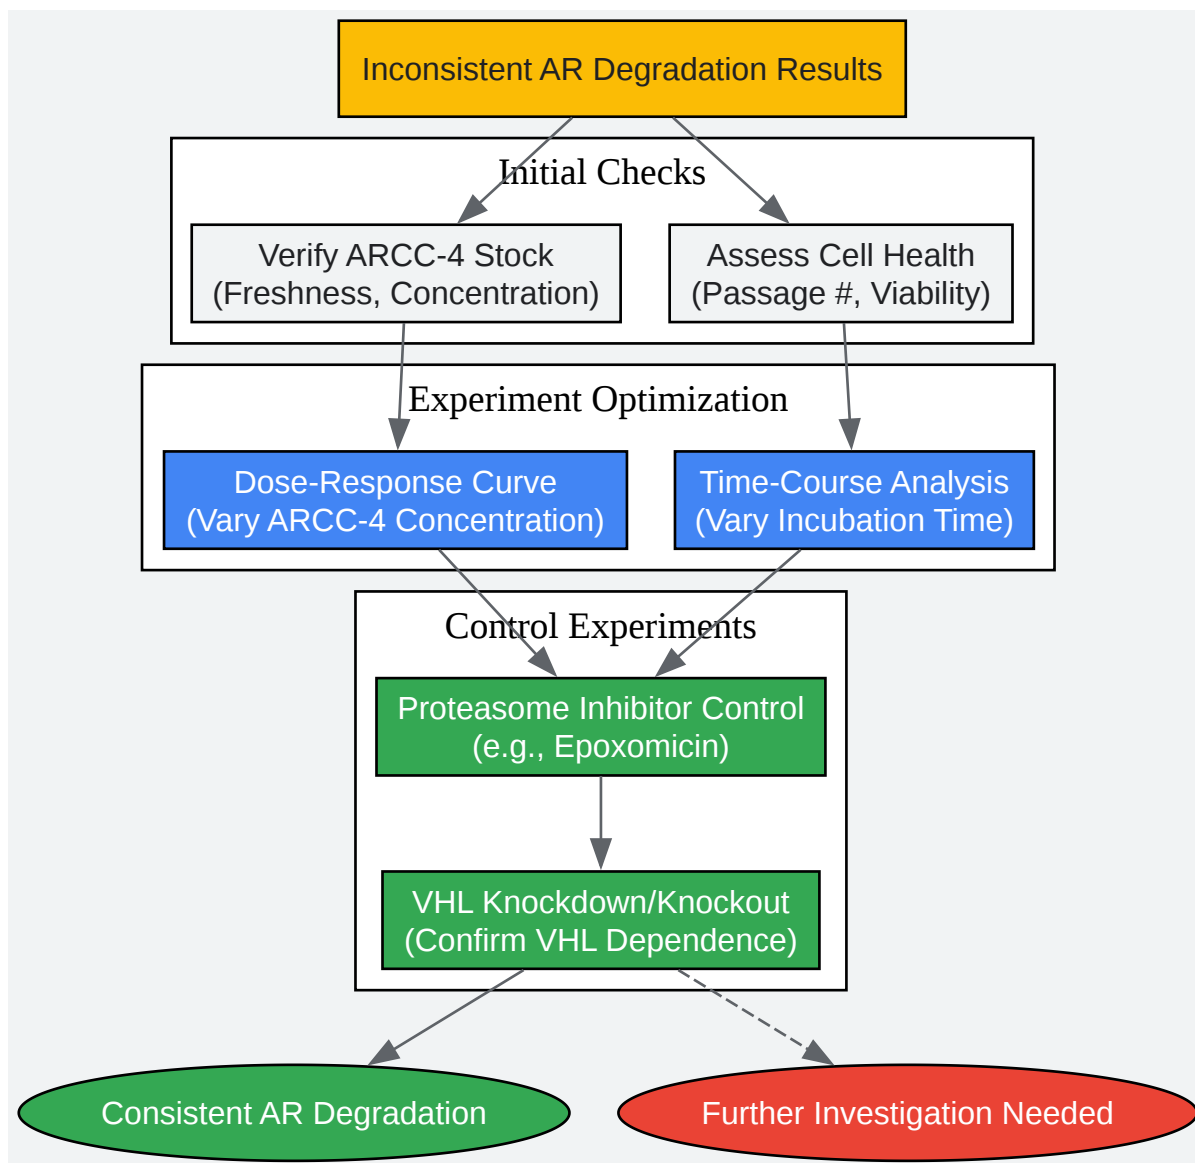 Inconsistent AR Degradation Results
Initial Checks
Verify ARCC-4 Stock
(Freshness, Concentration)
Assess Cell Health
(Passage #, Viability)
Experiment Optimization
Dose-Response Curve
(Vary ARCC-4 Concentration)
Time-Course Analysis
(Vary Incubation Time)
Control Experiments
Proteasome Inhibitor Control
(e.g., Epoxomicin)
VHL Knockdown/Knockout
(Confirm VHL Dependence)
Consistent AR Degradation
Further Investigation Needed